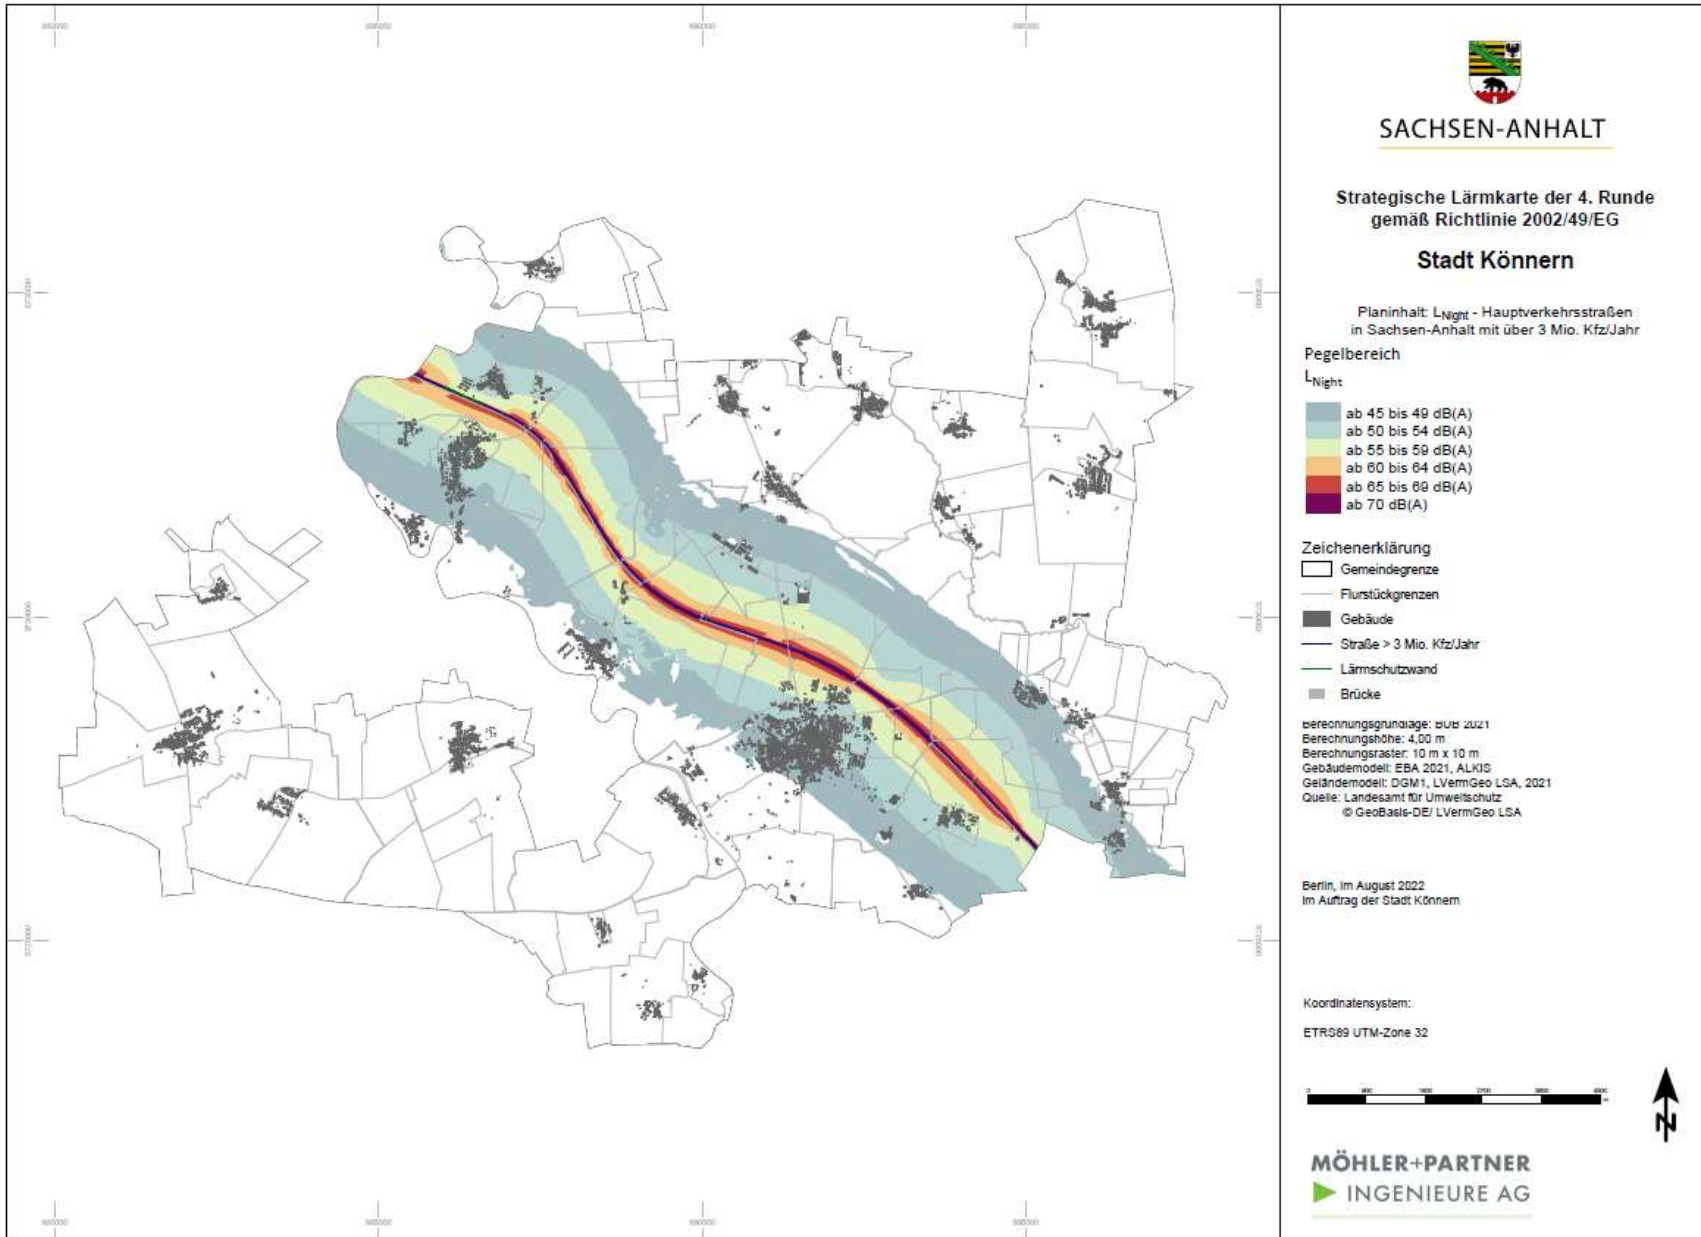 SACHSEN-ANHALT
Strategische Lärmkarte der 4. Runde
gemäß Richtlinie 2002/49/EG
Stadt Könnern
Planinhalt: LNight - Hauptverkehrsstraßen
in Sachsen-Anhalt mit über 3 Mio. Kfz/Jahr
Pegelbereich
LNight
ab 45 bis 49 dB(A)
ab 50 bis 54 dB(A)
ab 55 bis 59 dB(A)
ab 60 bis 64 dB(A)
ab 65 bis 69 dB(A)
ab 70 dB(A)
Zeichenerklärung
Gemeindegrenze
Flurstückgrenzen
Gebäude
Straße > 3 Mio. Kfz/Jahr
Lärmschutzwand
Brücke
Berechnungsgrundlage: BUB 2021
Berechnungshöhe: 4,00 m
Berechnungsraster: 10 m x 10 m
Gebäudemodell: EBA 2021, ALKIS
Geländemodell: DGM1, LVermGeo LSA, 2021
Quelle: Landesamt für Umweltschutz
© GeoBasis-DE/ LVermGeo LSA
Berlin, im August 2022
Im Auftrag der Stadt Könnern
Koordinatensystem:
ETRS89 UTM-Zone 32
N
MÖHLER+PARTNER
INGENIEURE AG